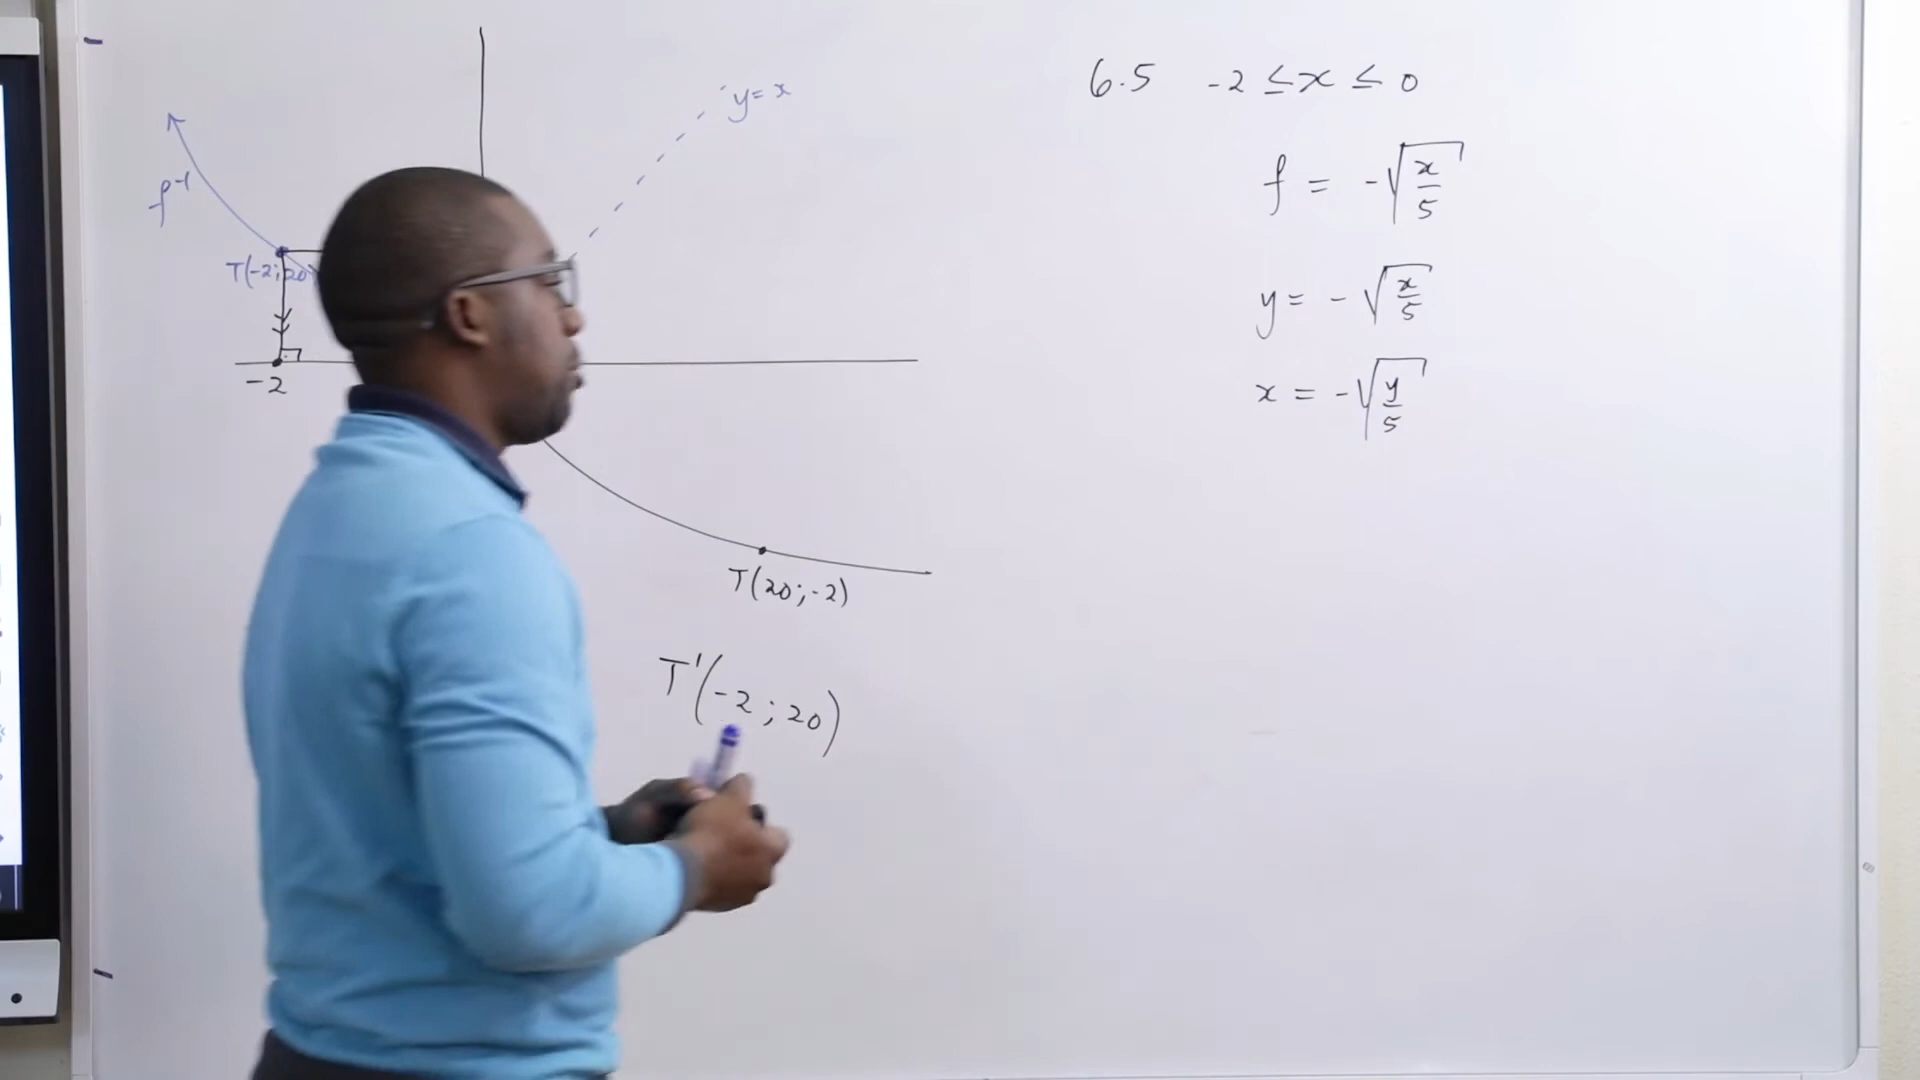 y = x
f⁻¹
T(-2;20)
-2
T(20;-2)
T'(-2;20)
6.5 -2 ≤ x ≤ 0
f = -√(x/5)
y = -√(x/5)
x = -√(y/5)